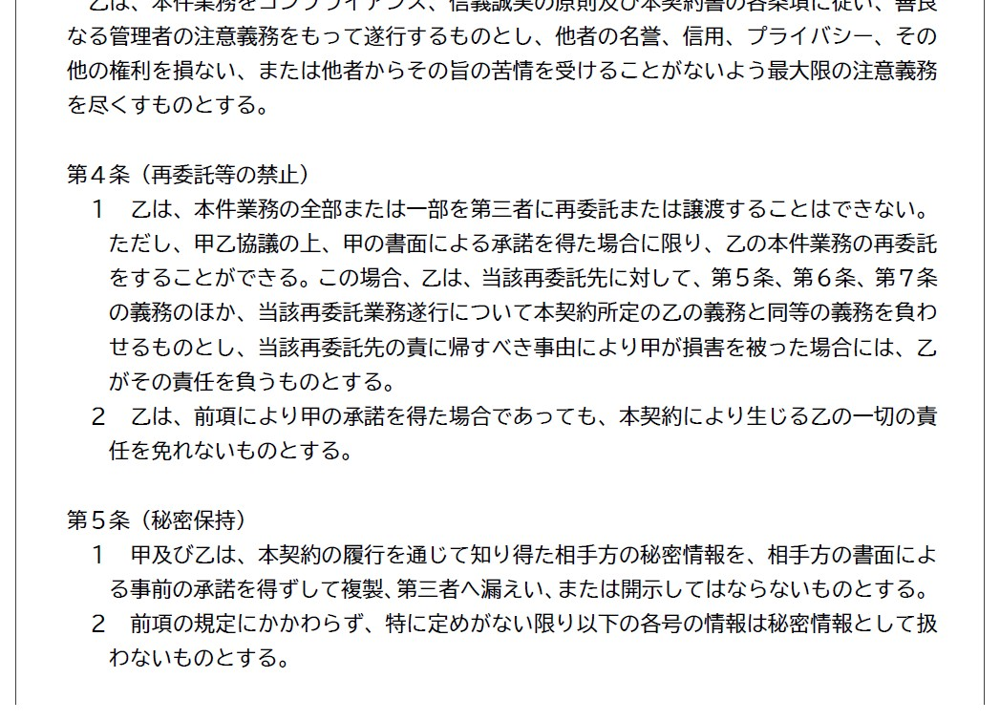 乙は、本件業務をコンプライアンス、信義誠実の原則及び本契約書の各条項に従い、善良
なる管理者の注意義務をもって遂行するものとし、他者の名誉、信用、プライバシー、その
他の権利を損ない、または他者からその旨の苦情を受けることがないよう最大限の注意義務
を尽くすものとする。
第４条（再委託等の禁止）
１　乙は、本件業務の全部または一部を第三者に再委託または譲渡することはできない。
ただし、甲乙協議の上、甲の書面による承諾を得た場合に限り、乙の本件業務の再委託
をすることができる。この場合、乙は、当該再委託先に対して、第５条、第６条、第７条
の義務のほか、当該再委託業務遂行について本契約所定の乙の義務と同等の義務を負わ
せるものとし、当該再委託先の責に帰すべき事由により甲が損害を被った場合には、乙
がその責任を負うものとする。
２　乙は、前項により甲の承諾を得た場合であっても、本契約により生じる乙の一切の責
任を免れないものとする。
第５条（秘密保持）
１　甲及び乙は、本契約の履行を通じて知り得た相手方の秘密情報を、相手方の書面によ
る事前の承諾を得ずして複製、第三者へ漏えい、または開示してはならないものとする。
２　前項の規定にかかわらず、特に定めがない限り以下の各号の情報は秘密情報として扱
わないものとする。